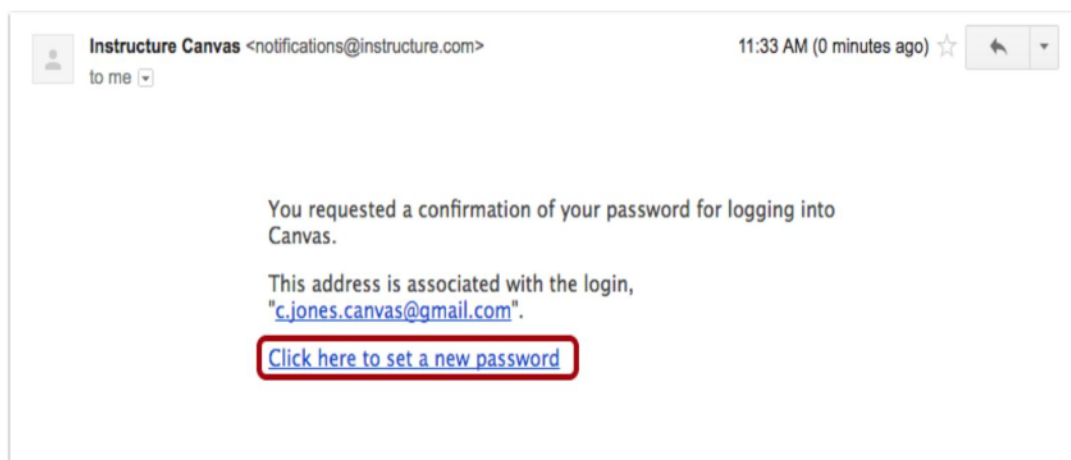 Instructure Canvas <notifications@instructure.com> 11:33 AM (0 minutes ago)
to me
You requested a confirmation of your password for logging into
Canvas.
This address is associated with the login,
"c.jones.canvas@gmail.com".
Click here to set a new password